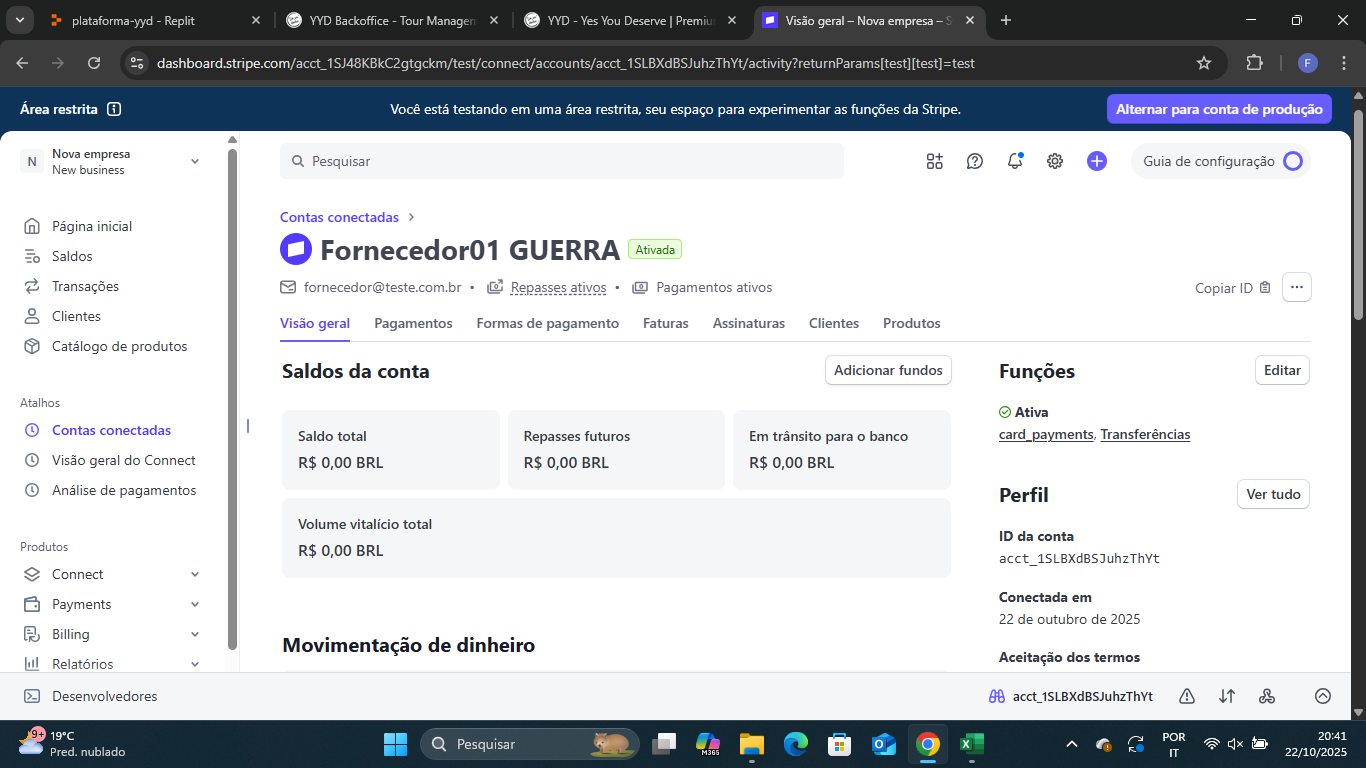 plataforma-yyd - Replit
YYD Backoffice - Tour Managem
YYD - Yes You Deserve | Premiu
Visão geral – Nova empresa – S
dashboard.stripe.com/acct_1SJ48KBkC2gtgckm/test/connect/accounts/acct_1SLBXdBSJuhzThYt/activity?returnParams[test][test]=test
F
Área restrita
Você está testando em uma área restrita, seu espaço para experimentar as funções da Stripe.
Alternar para conta de produção
N
Nova empresa
New business
Pesquisar
Guia de configuração
Página inicial
Saldos
Transações
Clientes
Catálogo de produtos
Atalhos
Contas conectadas
Visão geral do Connect
Análise de pagamentos
Produtos
Connect
Payments
Billing
Relatórios
Desenvolvedores
Contas conectadas
Fornecedor01 GUERRA
Ativada
fornecedor@teste.com.br • Repasses ativos • Pagamentos ativos
Copiar ID
Visão geral
Pagamentos
Formas de pagamento
Faturas
Assinaturas
Clientes
Produtos
Saldos da conta
Adicionar fundos
Saldo total
R$ 0,00 BRL
Repasses futuros
R$ 0,00 BRL
Em trânsito para o banco
R$ 0,00 BRL
Volume vitalício total
R$ 0,00 BRL
Movimentação de dinheiro
Funções
Editar
Ativa
card_payments, Transferências
Perfil
Ver tudo
ID da conta
acct_1SLBXdBSJuhzThYt
Conectada em
22 de outubro de 2025
Aceitação dos termos
acct_1SLBXdBSJuhzThYt
9+
19°C
Pred. nublado
Pesquisar
M365
POR
IT
20:41
22/10/2025